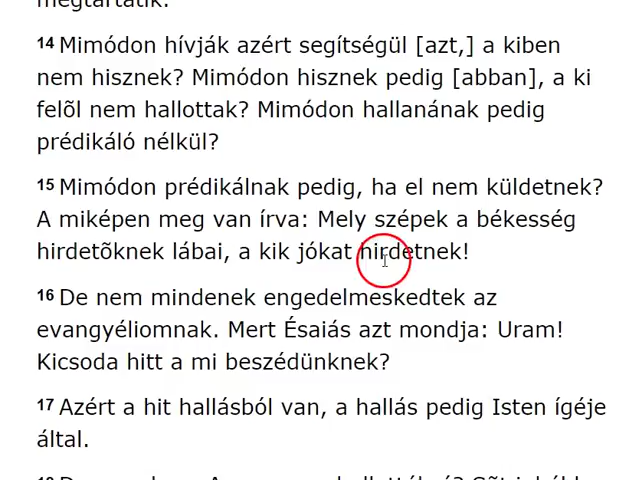 megtartatik.
14 Mimódon hívják azért segítségül [azt,] a kiben
nem hisznek? Mimódon hisznek pedig [abban], a ki
felõl nem hallottak? Mimódon hallanának pedig
prédikáló nélkül?
15 Mimódon prédikálnak pedig, ha el nem küldetnek?
A miképen meg van írva: Mely szépek a békesség
hirdetõknek lábai, a kik jókat hirdetnek!
16 De nem mindenek engedelmeskedtek az
evangyéliomnak. Mert Ésaiás azt mondja: Uram!
Kicsoda hitt a mi beszédünknek?
17 Azért a hit hallásból van, a hallás pedig Isten ígéje
által.